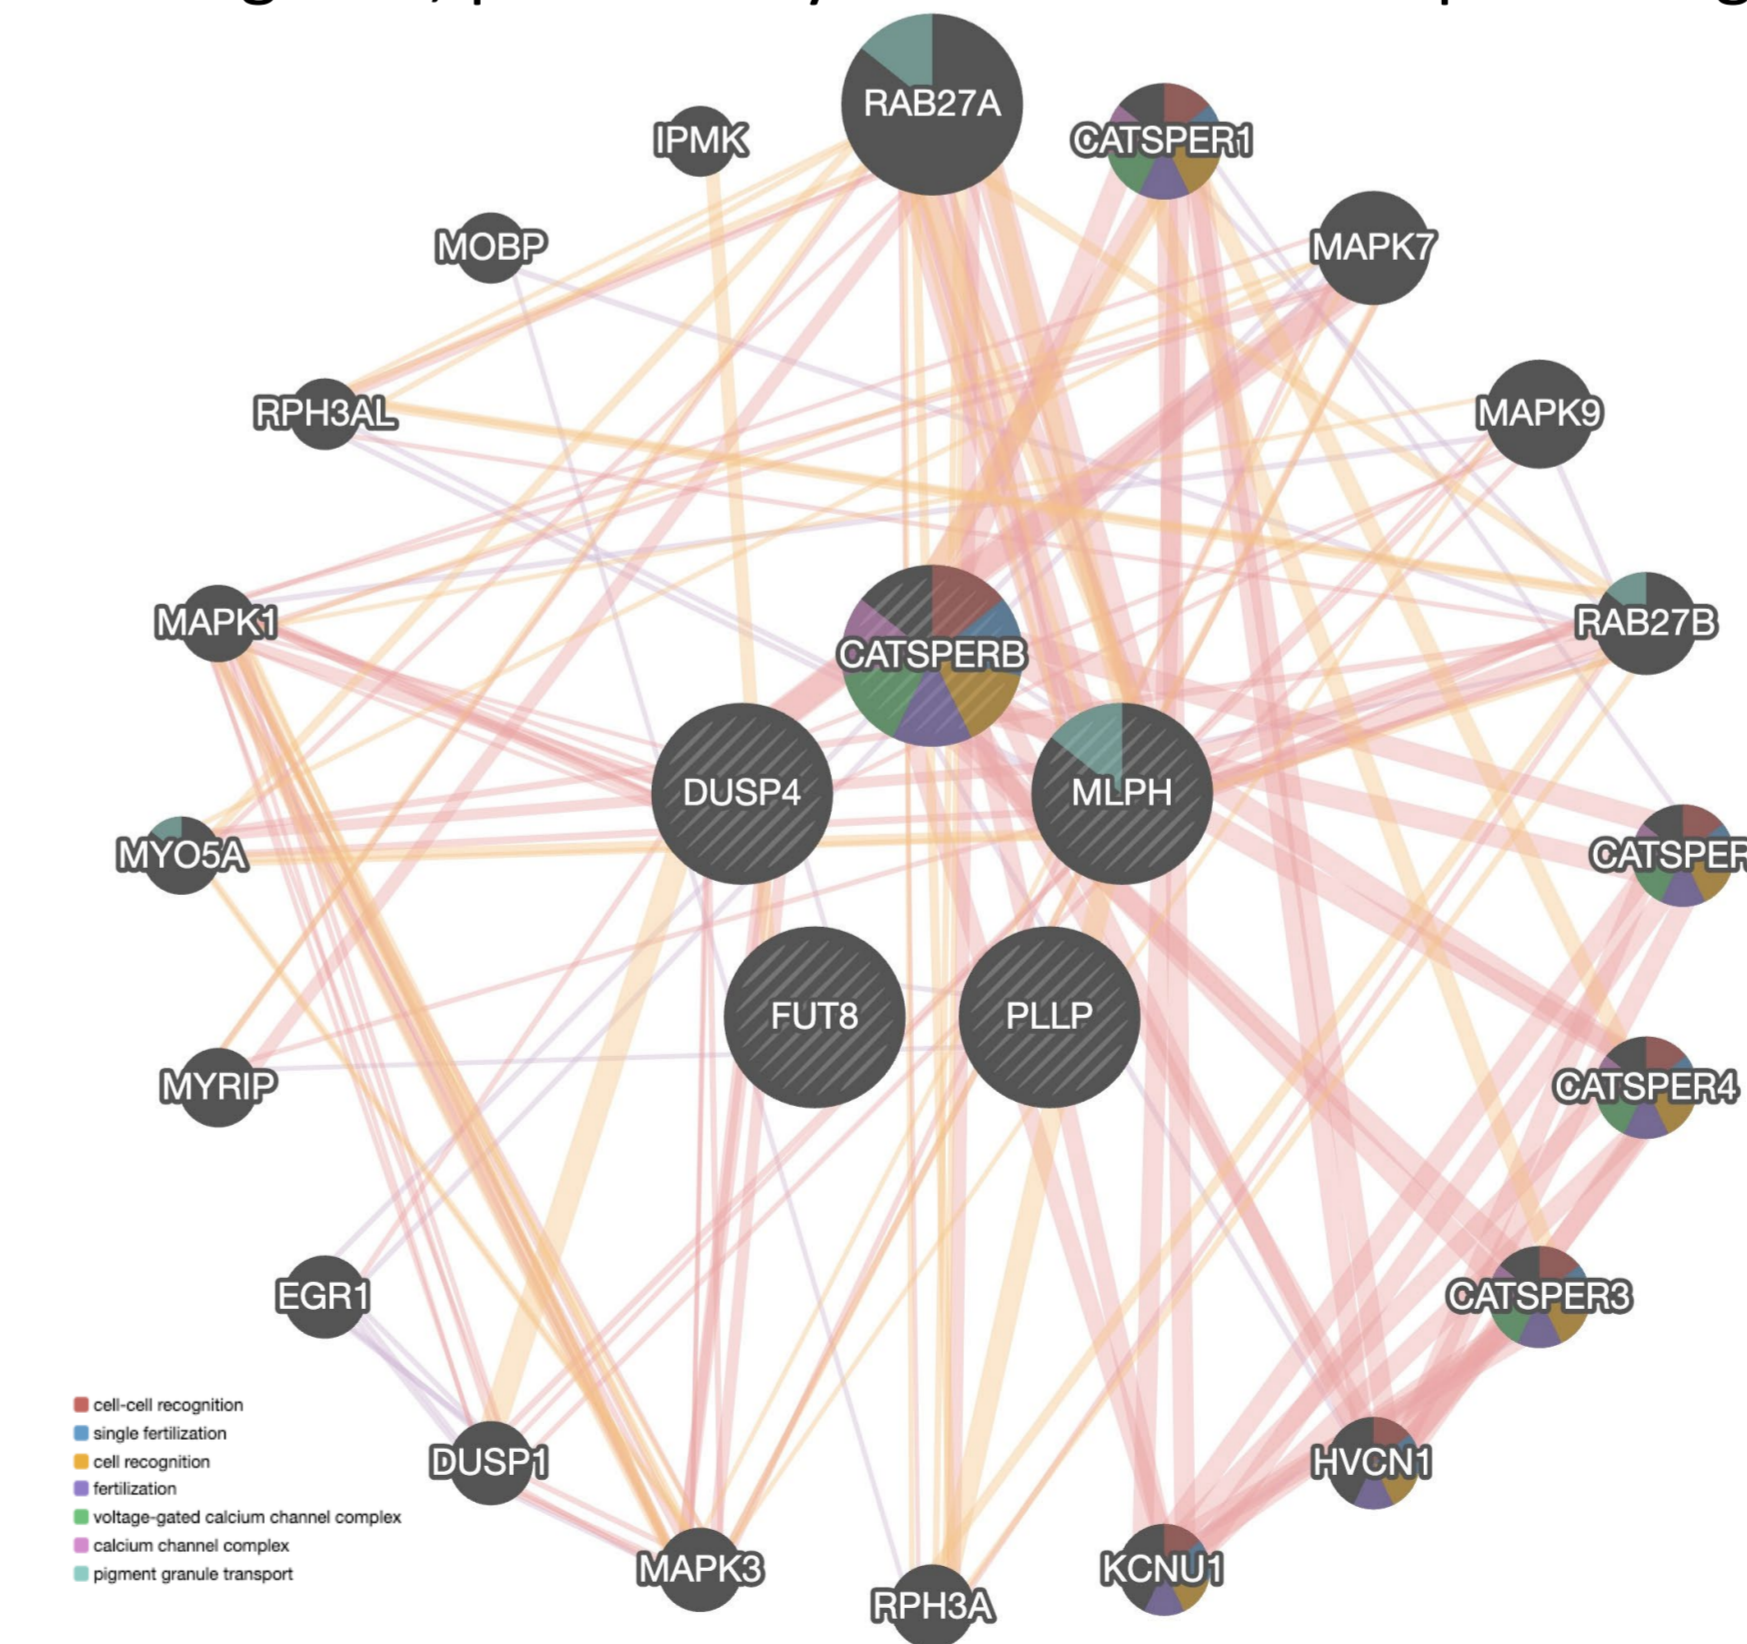 RAB27A
IPMK
CATSPER1
MOBP
MAPK7
RPH3AL
MAPK9
MAPK1
CATSPERB
RAB27B
DUSP4
MLPH
MYO5A
CATSPER
FUT8
PLLP
MYRIP
CATSPER4
EGR1
CATSPER3
cell-cell recognition
single fertilization
cell recognition
fertilization
voltage-gated calcium channel complex
calcium channel complex
pigment granule transport
DUSP1
HVCN1
MAPK3
KCNU1
RPH3A